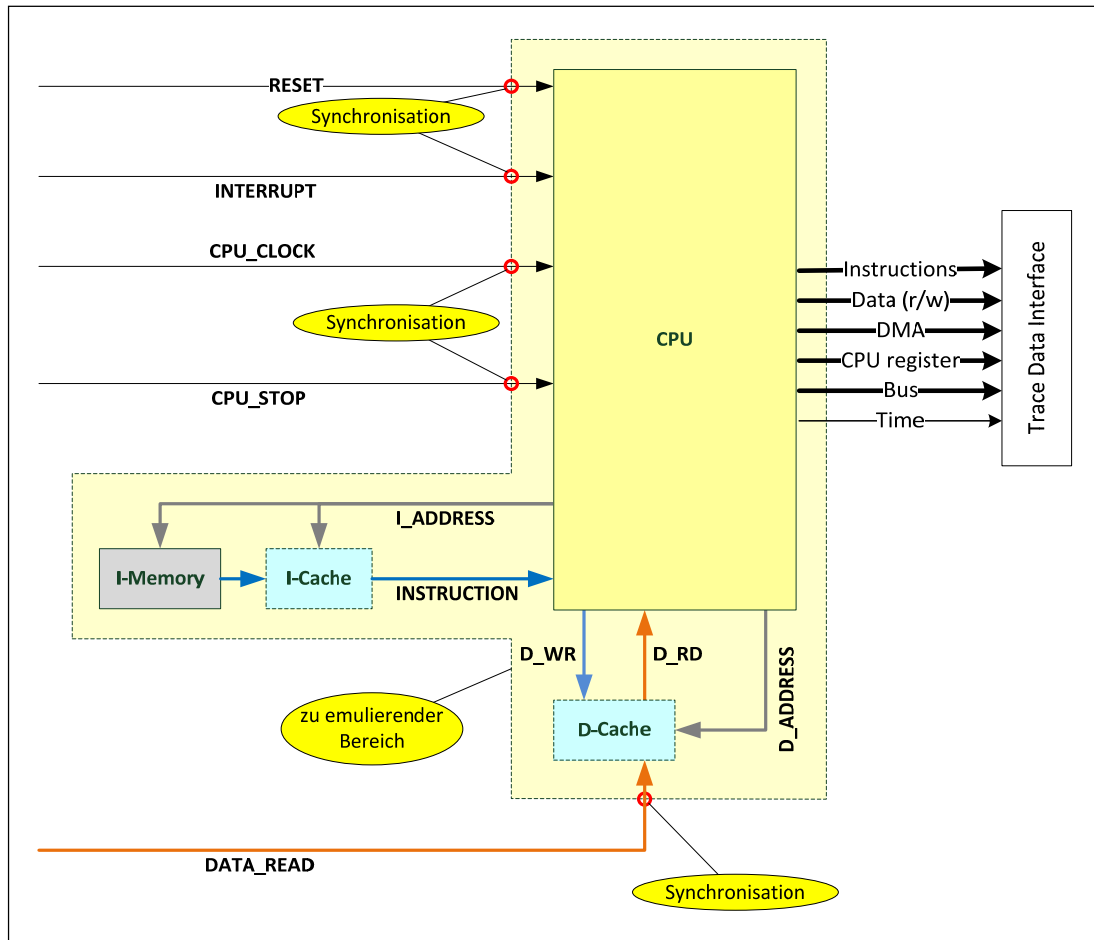 RESET
Synchronisation
INTERRUPT
CPU_CLOCK
Synchronisation
CPU_STOP
CPU
Instructions
Data (r/w)
DMA
CPU register
Bus
Time
Trace Data Interface
I_ADDRESS
I-Memory
I-Cache
INSTRUCTION
D_WR
D_RD
D_ADDRESS
zu emulierender
Bereich
D-Cache
DATA_READ
Synchronisation